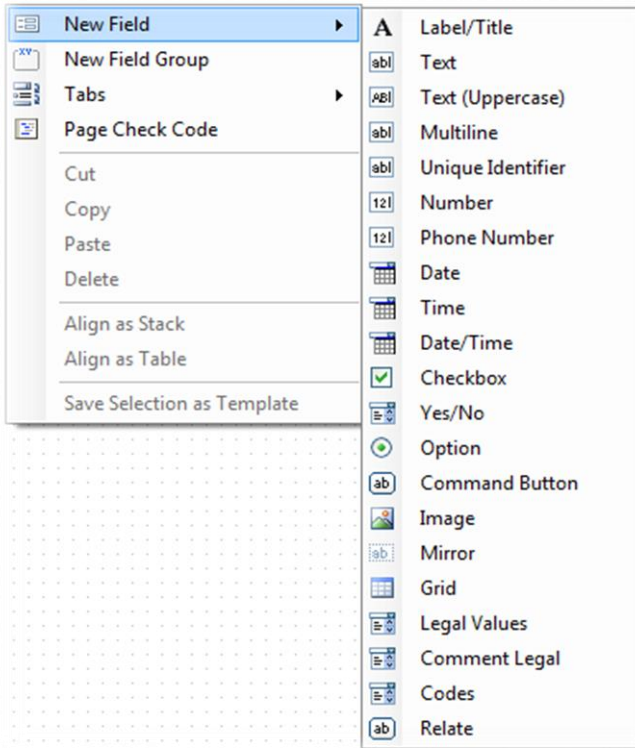 New Field
New Field Group
Tabs
Page Check Code
Cut
Copy
Paste
Delete
Align as Stack
Align as Table
Save Selection as Template
Label/Title
Text
Text (Uppercase)
Multiline
Unique Identifier
Number
Phone Number
Date
Time
Date/Time
Checkbox
Yes/No
Option
Command Button
Image
Mirror
Grid
Legal Values
Comment Legal
Codes
Relate